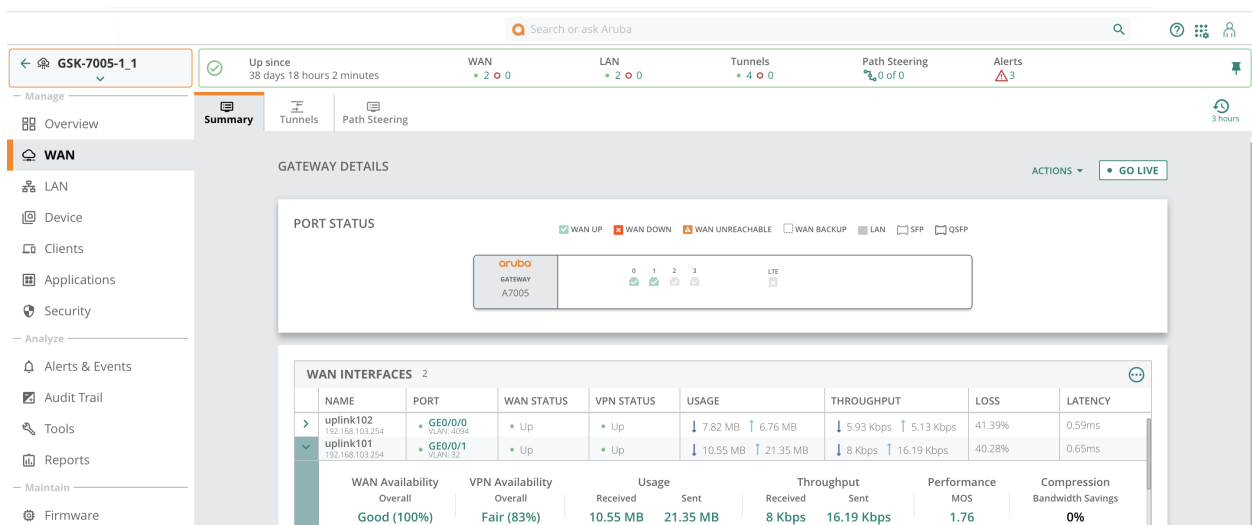 Search or ask Aruba
GSK-7005-1_1
Up since
38 days 18 hours 2 minutes
WAN
2 0
LAN
2 0
Tunnels
4 0
Path Steering
0 of 0
Alerts
3
Manage
Overview
WAN
LAN
Device
Clients
Applications
Security
Analyze
Alerts & Events
Audit Trail
Tools
Reports
Maintain
Firmware
Summary
Tunnels
Path Steering
3 hours
GATEWAY DETAILS
ACTIONS
GO LIVE
PORT STATUS
WAN UP WAN DOWN WAN UNREACHABLE WAN BACKUP LAN SFP QSFP
aruba
GATEWAY
A7005
0 1 2 3 LTE
WAN INTERFACES 2
NAME PORT WAN STATUS VPN STATUS USAGE THROUGHPUT LOSS LATENCY
uplink102 GE0/0/0 Up Up 7.82 MB 6.76 MB 5.93 Kbps 5.13 Kbps 41.39% 0.59ms
192.168.103.254 VLAN: 4094
uplink101 GE0/0/1 Up Up 10.55 MB 21.35 MB 8 Kbps 16.19 Kbps 40.28% 0.65ms
192.168.103.254 VLAN: 32
WAN Availability VPN Availability Usage Throughput Performance Compression
Overall Overall Received Sent Received Sent MOS Bandwidth Savings
Good (100%) Fair (83%) 10.55 MB 21.35 MB 8 Kbps 16.19 Kbps 1.76 0%